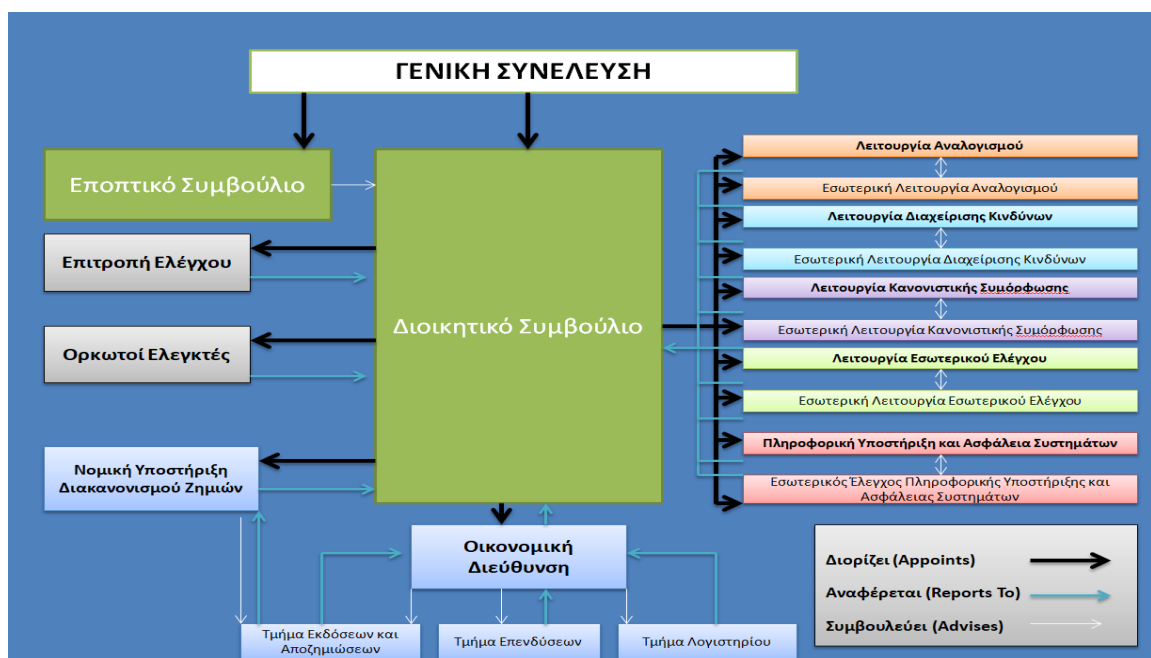 ΓΕΝΙΚΗ ΣΥΝΕΛΕΥΣΗ
Εποπτικό Συμβούλιο
Επιτροπή Ελέγχου
Ορκωτοί Ελεγκτές
Νομική Υποστήριξη
Διακανονισμού Ζημιών
Διοικητικό Συμβούλιο
Οικονομική
Διεύθυνση
Τμήμα Εκδόσεων και
Αποζημιώσεων
Τμήμα Επενδύσεων
Τμήμα Λογιστηρίου
Λειτουργία Αναλογισμού
Εσωτερική Λειτουργία Αναλογισμού
Λειτουργία Διαχείρισης Κινδύνων
Εσωτερική Λειτουργία Διαχείρισης Κινδύνων
Λειτουργία Κανονιστικής Συμόρφωσης
Εσωτερική Λειτουργία Κανονιστικής Συμόρφωσης
Λειτουργία Εσωτερικού Ελέγχου
Εσωτερική Λειτουργία Εσωτερικού Ελέγχου
Πληροφορική Υποστήριξη και Ασφάλεια Συστημάτων
Εσωτερικός Έλεγχος Πληροφορικής Υποστήριξης και
Ασφάλειας Συστημάτων
Διορίζει (Appoints)
Αναφέρεται (Reports To)
Συμβουλεύει (Advises)